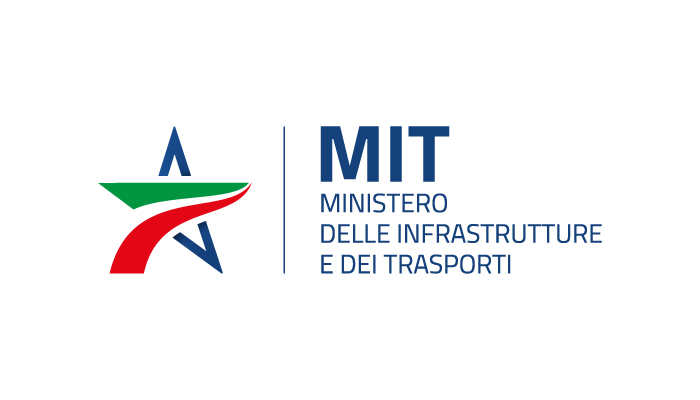 MIT
MINISTERO
DELLE INFRASTRUTTURE
E DEI TRASPORTI